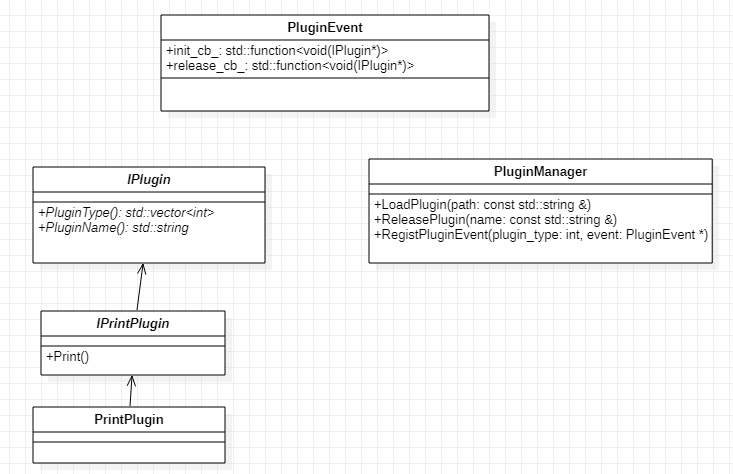 PluginEvent
+init_cb_: std::function<void(IPlugin*)>
+release_cb_: std::function<void(IPlugin*)>
IPlugin
+PluginType(): std::vector<int>
+PluginName(): std::string
PluginManager
+LoadPlugin(path: const std::string &)
+ReleasePlugin(name: const std::string &)
+RegistPluginEvent(plugin_type: int, event: PluginEvent *)
IPrintPlugin
+Print()
PrintPlugin